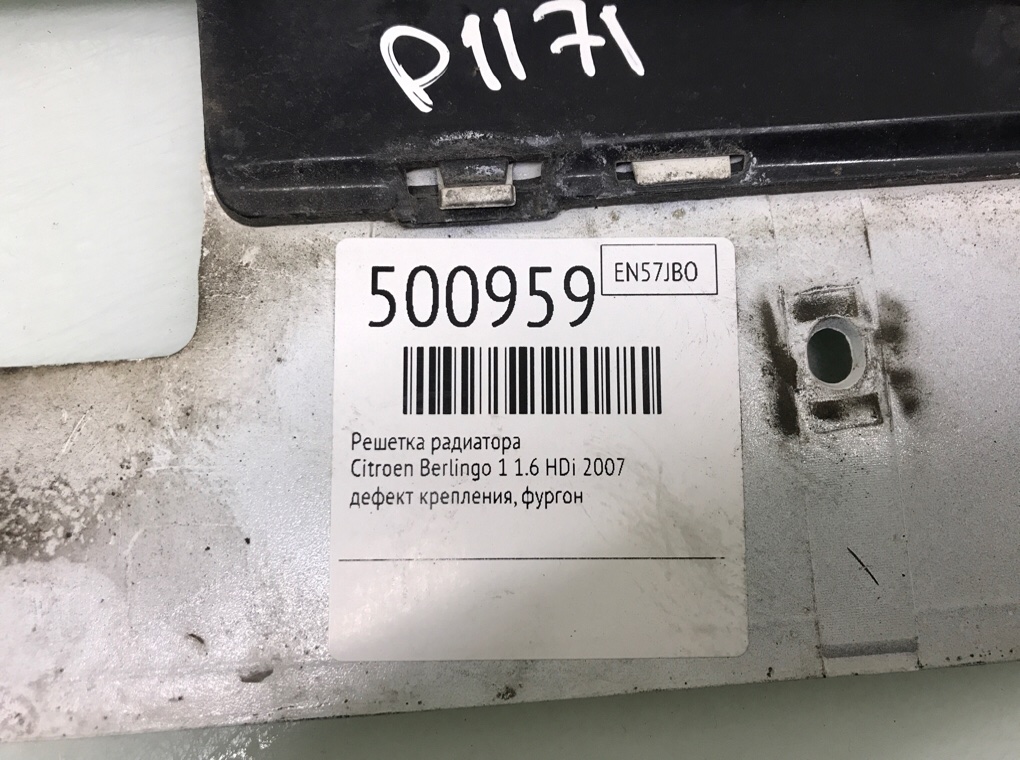 P1171
500959
EN57JBO
Решетка радиатора
Citroen Berlingo 1 1.6 HDi 2007
дефект крепления, фургон